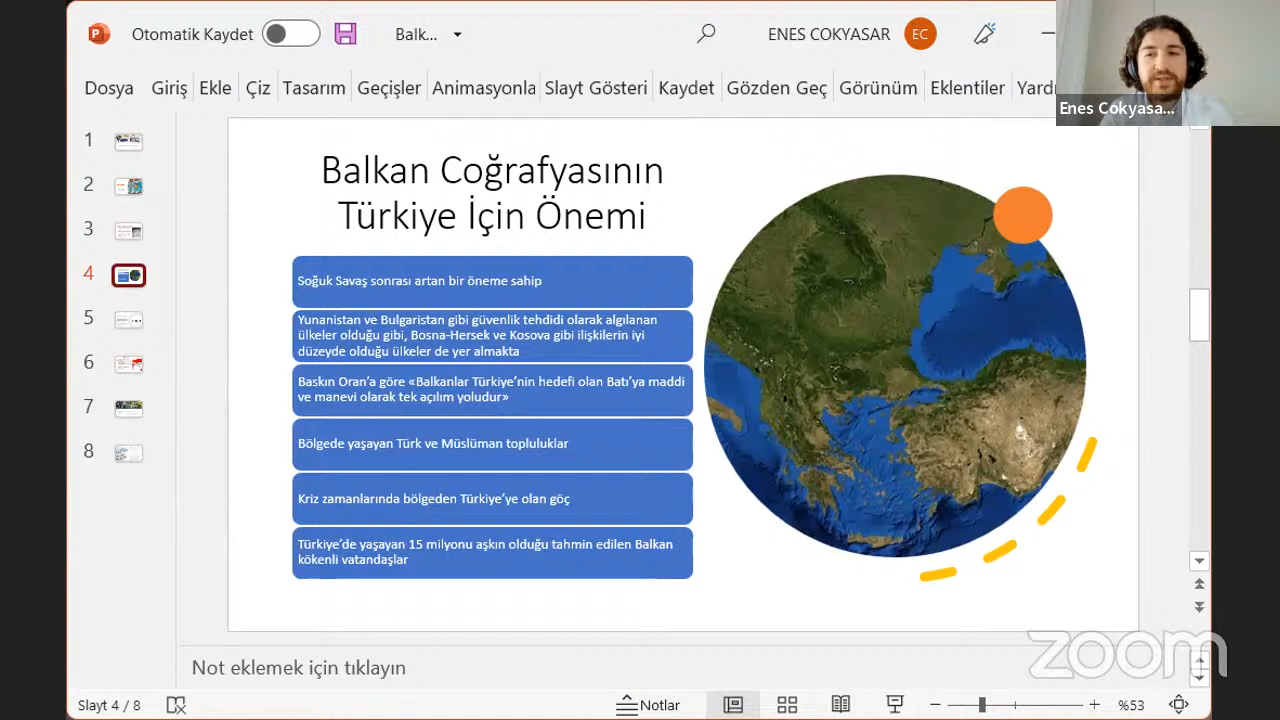 Otomatik Kaydet
Balk...
ENES COKYASAR
EC
Dosya Giriş Ekle Çiz Tasarım Geçişler Animasyonla Slayt Gösteri Kaydet Gözden Geç Görünüm Eklentiler Yardı
Enes Cokyasa...
1
2
3
4
5
6
7
8
Balkan Coğrafyasının
Türkiye İçin Önemi
Soğuk Savaş sonrası artan bir öneme sahip
Yunanistan ve Bulgaristan gibi güvenlik tehdidi olarak algılanan
ülkeler olduğu gibi, Bosna-Hersek ve Kosova gibi ilişkilerin iyi
düzeyde olduğu ülkeler de yer almakta
Baskın Oran’a göre «Balkanlar Türkiye’nin hedefi olan Batı’ya maddi
ve manevi olarak tek açılım yoludur»
Bölgede yaşayan Türk ve Müslüman topluluklar
Kriz zamanlarında bölgeden Türkiye’ye olan göç
Türkiye’de yaşayan 15 milyonu aşkın olduğu tahmin edilen Balkan
kökenli vatandaşlar
zoom
Not eklemek için tıklayın
Slayt 4 / 8
Notlar
%53